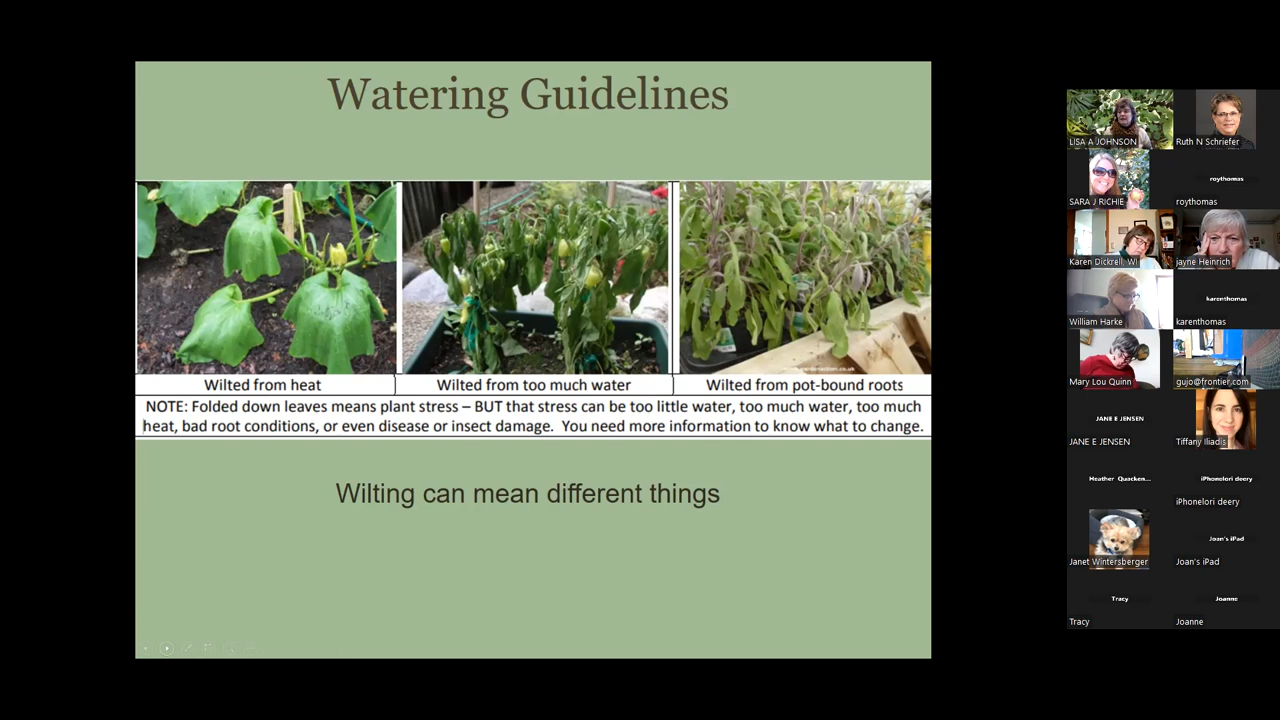 Watering Guidelines
Wilted from heat
Wilted from too much water
Wilted from pot-bound roots
NOTE: Folded down leaves means plant stress – BUT that stress can be too little water, too much water, too much
heat, bad root conditions, or even disease or insect damage.  You need more information to know what to change.
Wilting can mean different things
LISA A JOHNSON
Ruth N Schriefer
SARA J RICHIE
roythomas
roythomas
Karen Dickrell, WI
jayne Heinrich
William Harke
karenthomas
karenthomas
Mary Lou Quinn
gujo@frontier.com
JANE E JENSEN
JANE E JENSEN
Tiffany Iliadis
Heather Quacken...
iPhonelori deery
iPhonelori deery
Janet Wintersberger
Joan's iPad
Joan's iPad
Tracy
Tracy
Joanne
Joanne